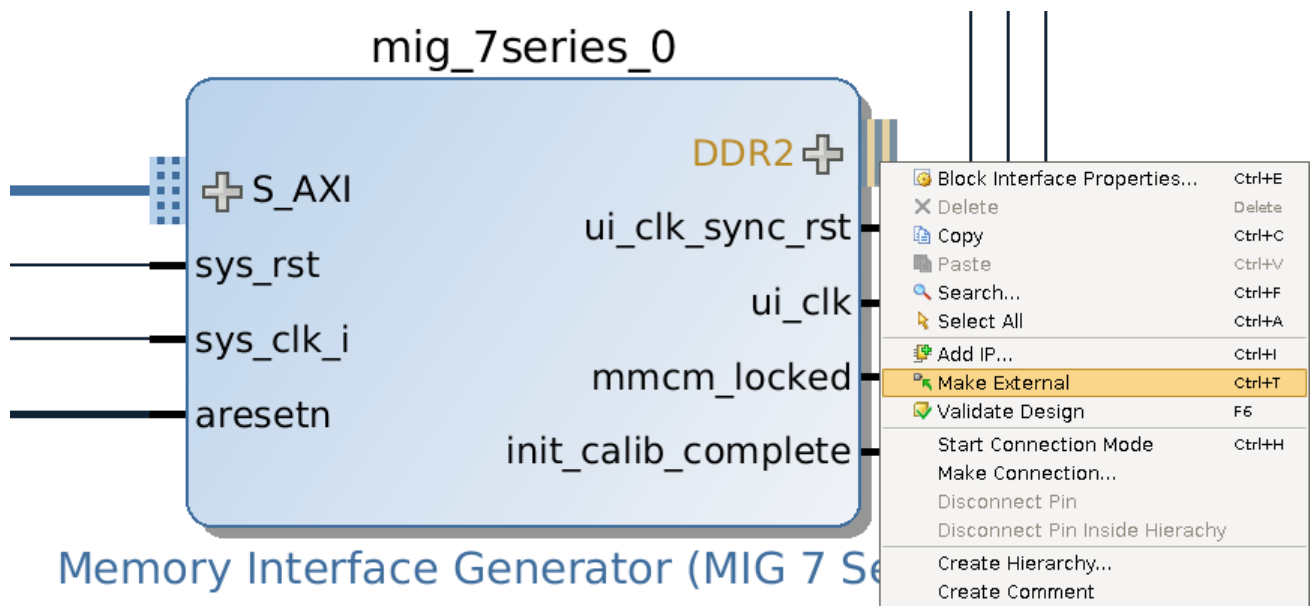 mig_7series_0
DDR2
S_AXI
ui_clk_sync_rst
sys_rst
ui_clk
sys_clk_i
mmcm_locked
aresetn
init_calib_complete
Memory Interface Generator (MIG 7 Se
Block Interface Properties... Ctrl+E
Delete Delete
Copy Ctrl+C
Paste Ctrl+V
Search... Ctrl+F
Select All Ctrl+A
Add IP... Ctrl+I
Make External Ctrl+T
Validate Design F6
Start Connection Mode Ctrl+H
Make Connection...
Disconnect Pin
Disconnect Pin Inside Hierachy
Create Hierarchy...
Create Comment